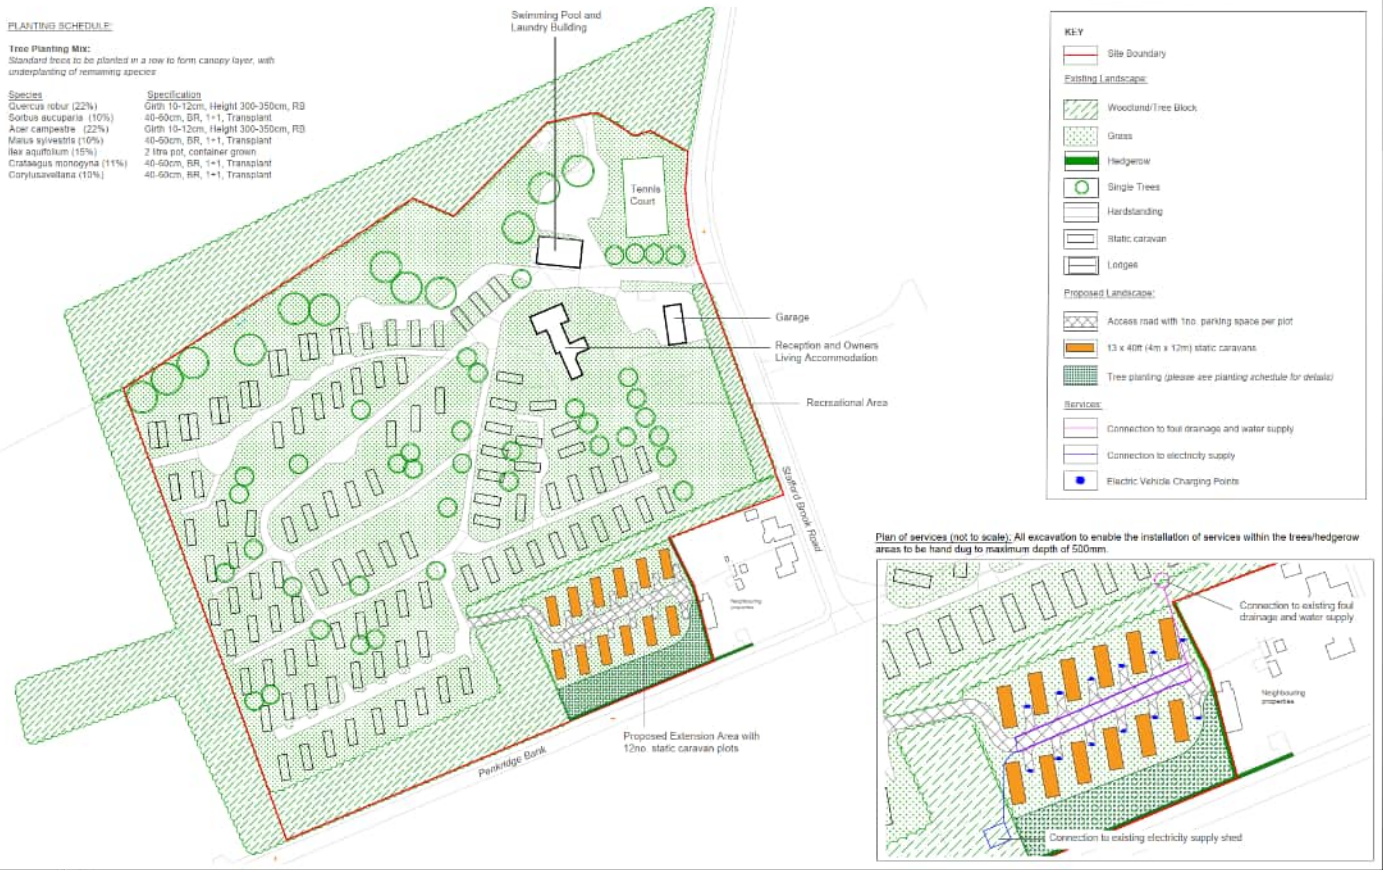 PLANTING SCHEDULE:
Tree Planting Mix:
Standard trees to be planted in a row to form canopy layer, with
underplanting of remaining species
Species Specification
Quercus robur (22%) Girth 10-12cm, Height 300-350cm, RB
Sorbus aucuparia (10%) 40-60cm, BR, 1+1, Transplant
Acer campestre (22%) Girth 10-12cm, Height 300-350cm, RB
Malus sylvestris (10%) 40-60cm, BR, 1+1, Transplant
Ilex aquifolium (15%) 2 litre pot, container grown
Crataegus monogyna (11%) 40-60cm, BR, 1+1, Transplant
Corylusavellana (10%) 40-60cm, BR, 1+1, Transplant
Swimming Pool and
Laundry Building
Tennis
Court
Garage
Reception and Owners
Living Accommodation
Recreational Area
Stafford Brook Road
Neighbouring
properties
Proposed Extension Area with
12no. static caravan plots
Penkridge Bank
KEY
Site Boundary
Existing Landscape:
Woodland/Tree Block
Grass
Hedgerow
Single Trees
Hardstanding
Static caravan
Lodges
Proposed Landscape:
Access road with 1no. parking space per plot
13 x 40ft (4m x 12m) static caravans
Tree planting (please see planting schedule for details)
Services:
Connection to foul drainage and water supply
Connection to electricity supply
Electric Vehicle Charging Points
Plan of services (not to scale): All excavation to enable the installation of services within the trees/hedgerow
areas to be hand dug to maximum depth of 500mm.
Connection to existing foul
drainage and water supply
Neighbouring
properties
Connection to existing electricity supply shed